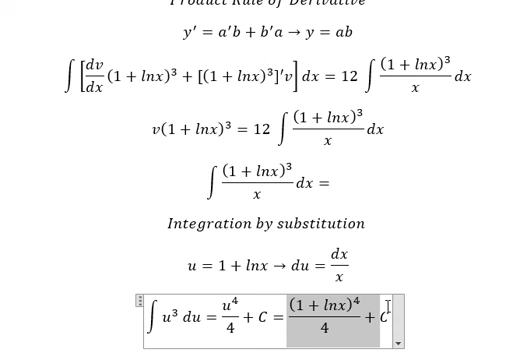 Product Rule of Derivative
y′ = a′b + b′a → y = ab
∫ [dv/dx (1 + lnx)³ + [(1 + lnx)³]′v] dx = 12 ∫ (1 + lnx)³/x dx
v(1 + lnx)³ = 12 ∫ (1 + lnx)³/x dx
∫ (1 + lnx)³/x dx =
Integration by substitution
u = 1 + lnx → du = dx/x
∫ u³ du = u⁴/4 + C = (1 + lnx)⁴/4 + C